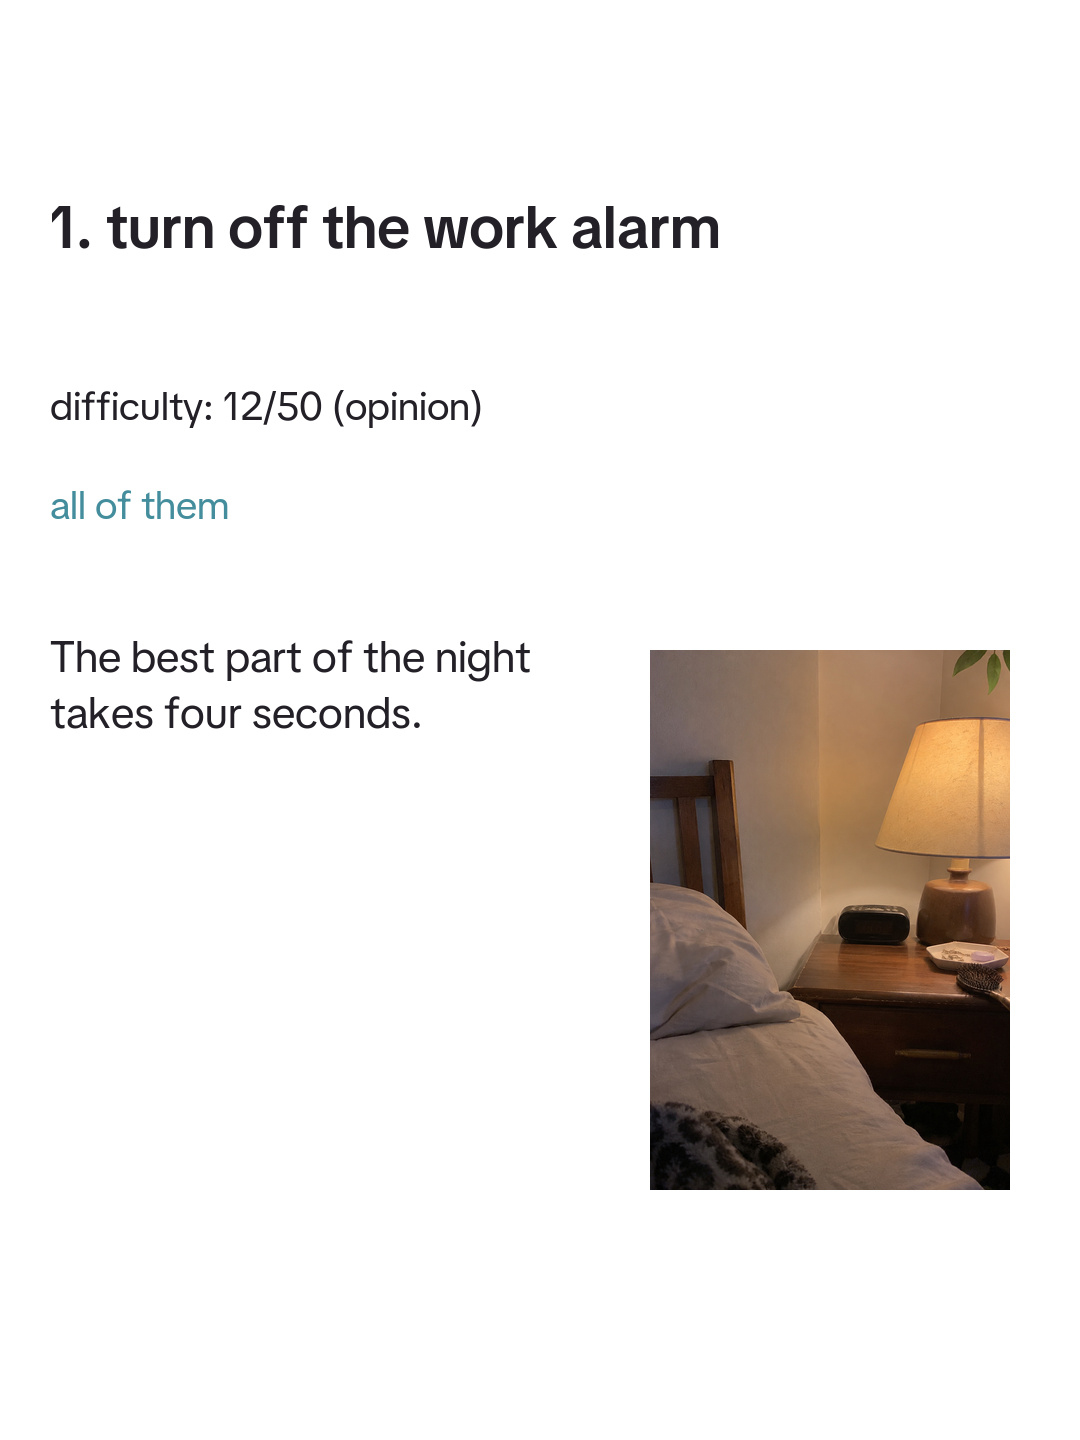 1. turn off the work alarm
difficulty: 12/50 (opinion)
all of them
The best part of the night
takes four seconds.